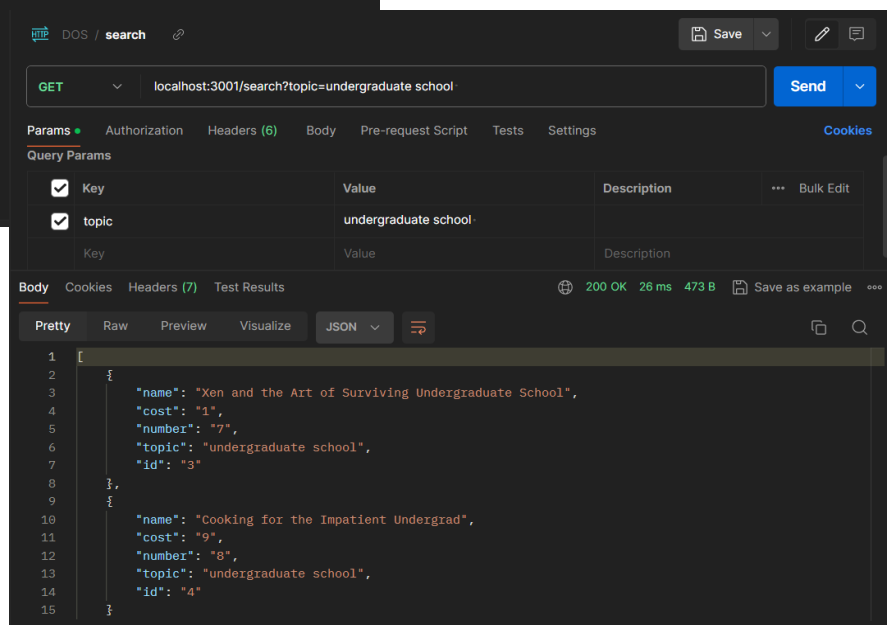 HTTP DOS / search Save
GET localhost:3001/search?topic=undergraduate school Send
Params Authorization Headers (6) Body Pre-request Script Tests Settings Cookies
Query Params
Key Value Description ••• Bulk Edit
topic undergraduate school
Key Value Description
Body Cookies Headers (7) Test Results 200 OK 26 ms 473 B Save as example
Pretty Raw Preview Visualize JSON
1 [
2 {
3 "name": "Xen and the Art of Surviving Undergraduate School",
4 "cost": "1",
5 "number": "7",
6 "topic": "undergraduate school",
7 "id": "3"
8 },
9 {
10 "name": "Cooking for the Impatient Undergrad",
11 "cost": "9",
12 "number": "8",
13 "topic": "undergraduate school",
14 "id": "4"
15 }